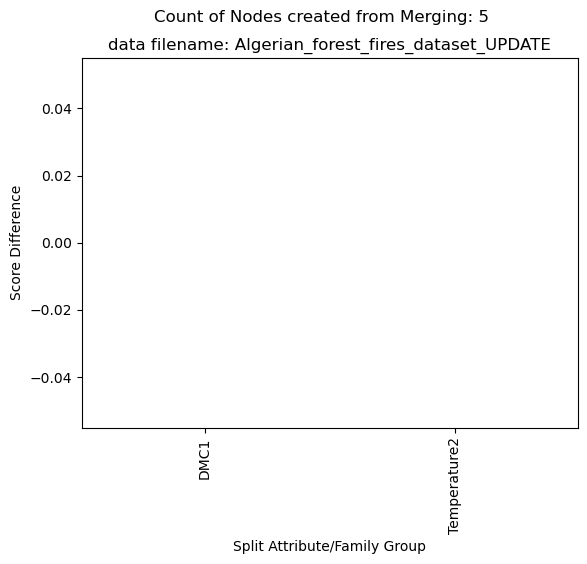 Count of Nodes created from Merging: 5
data filename: Algerian_forest_fires_dataset_UPDATE
0.04
0.02
0.00
−0.02
−0.04
Score Difference
DMC1
Temperature2
Split Attribute/Family Group